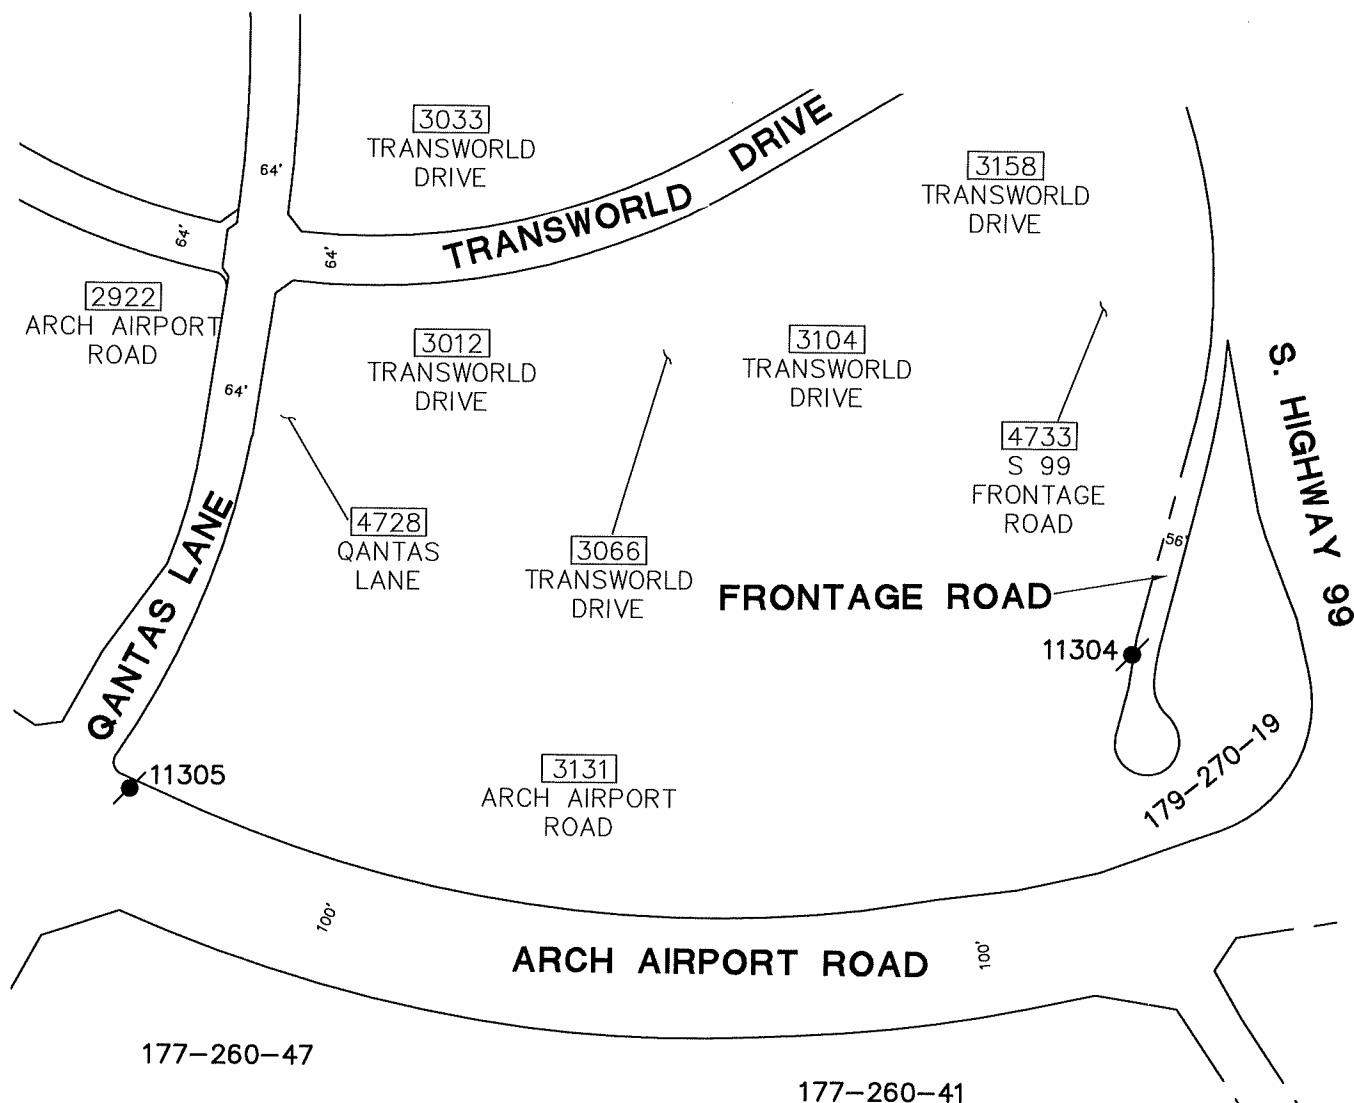 3033
TRANSWORLD
DRIVE
TRANSWORLD DRIVE
3158
TRANSWORLD
DRIVE
64'
64'
64'
2922
ARCH AIRPORT
ROAD
3012
TRANSWORLD
DRIVE
3104
TRANSWORLD
DRIVE
64'
S. HIGHWAY 99
4733
S 99
FRONTAGE
ROAD
QANTAS LANE
4728
QANTAS
LANE
3066
TRANSWORLD
DRIVE
56'
FRONTAGE ROAD
11304
179-270-19
11305
3131
ARCH AIRPORT
ROAD
100'
ARCH AIRPORT ROAD
100'
177-260-47
177-260-41